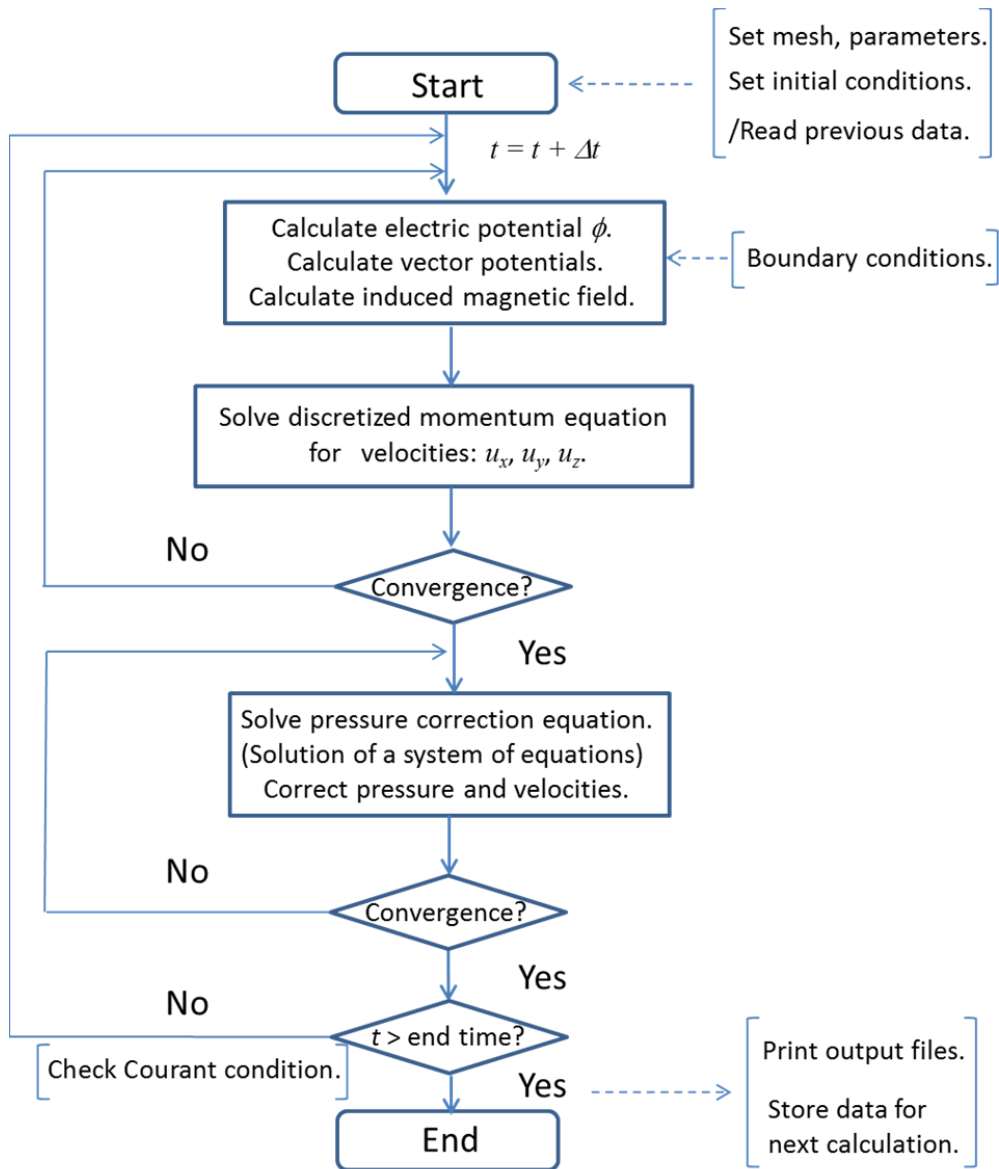 Set mesh, parameters.
Set initial conditions.
/Read previous data.
Start
t = t + Δt
Calculate electric potential ϕ.
Calculate vector potentials.
Calculate induced magnetic field.
Boundary conditions.
Solve discretized momentum equation
for velocities: uₓ, u_y, u_z.
No
Convergence?
Yes
Solve pressure correction equation.
(Solution of a system of equations)
Correct pressure and velocities.
No
Convergence?
Yes
No
t > end time?
Check Courant condition.
Yes
Print output files.
Store data for
next calculation.
End